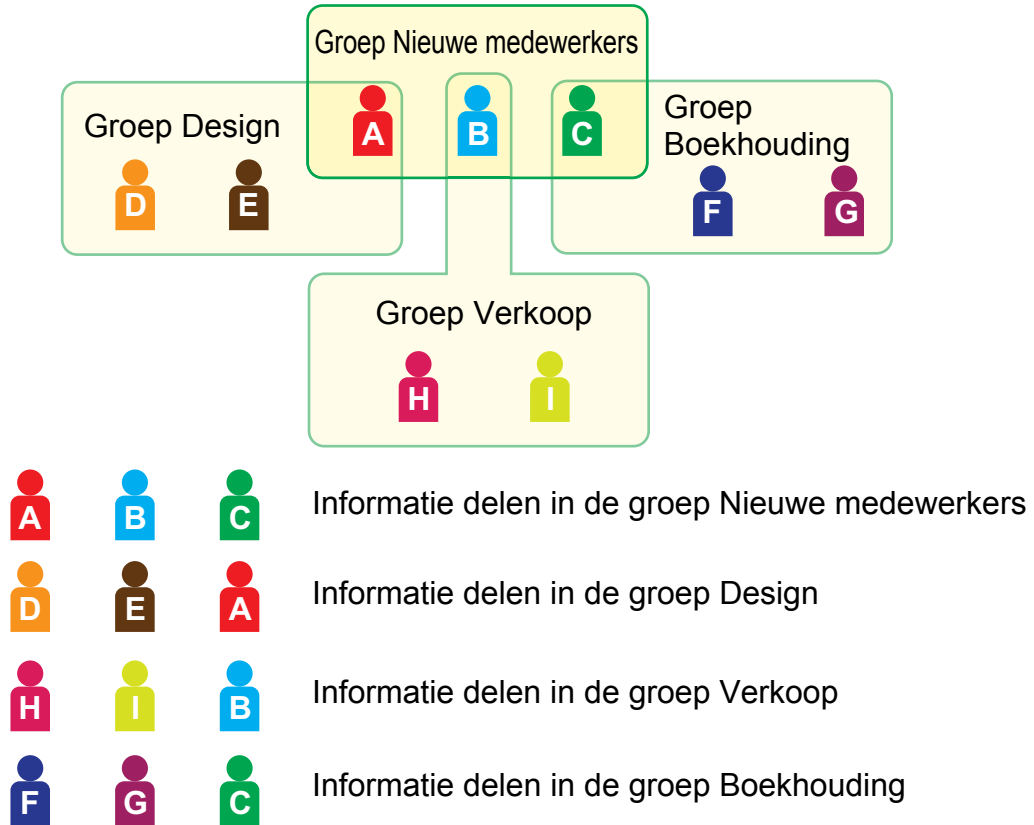 Groep Nieuwe medewerkers
Groep Design
A
B
C
Groep
Boekhouding
D
E
F
G
Groep Verkoop
H
I
A B C Informatie delen in de groep Nieuwe medewerkers
D E A Informatie delen in de groep Design
H I B Informatie delen in de groep Verkoop
F G C Informatie delen in de groep Boekhouding